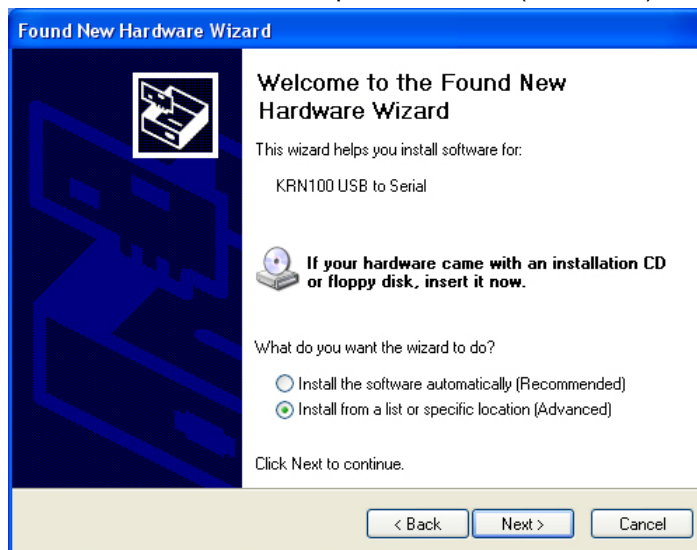 Found New Hardware Wizard
Welcome to the Found New
Hardware Wizard
This wizard helps you install software for:
KRN100 USB to Serial
If your hardware came with an installation CD
or floppy disk, insert it now.
What do you want the wizard to do?
Install the software automatically (Recommended)
Install from a list or specific location (Advanced)
Click Next to continue.
< Back Next > Cancel